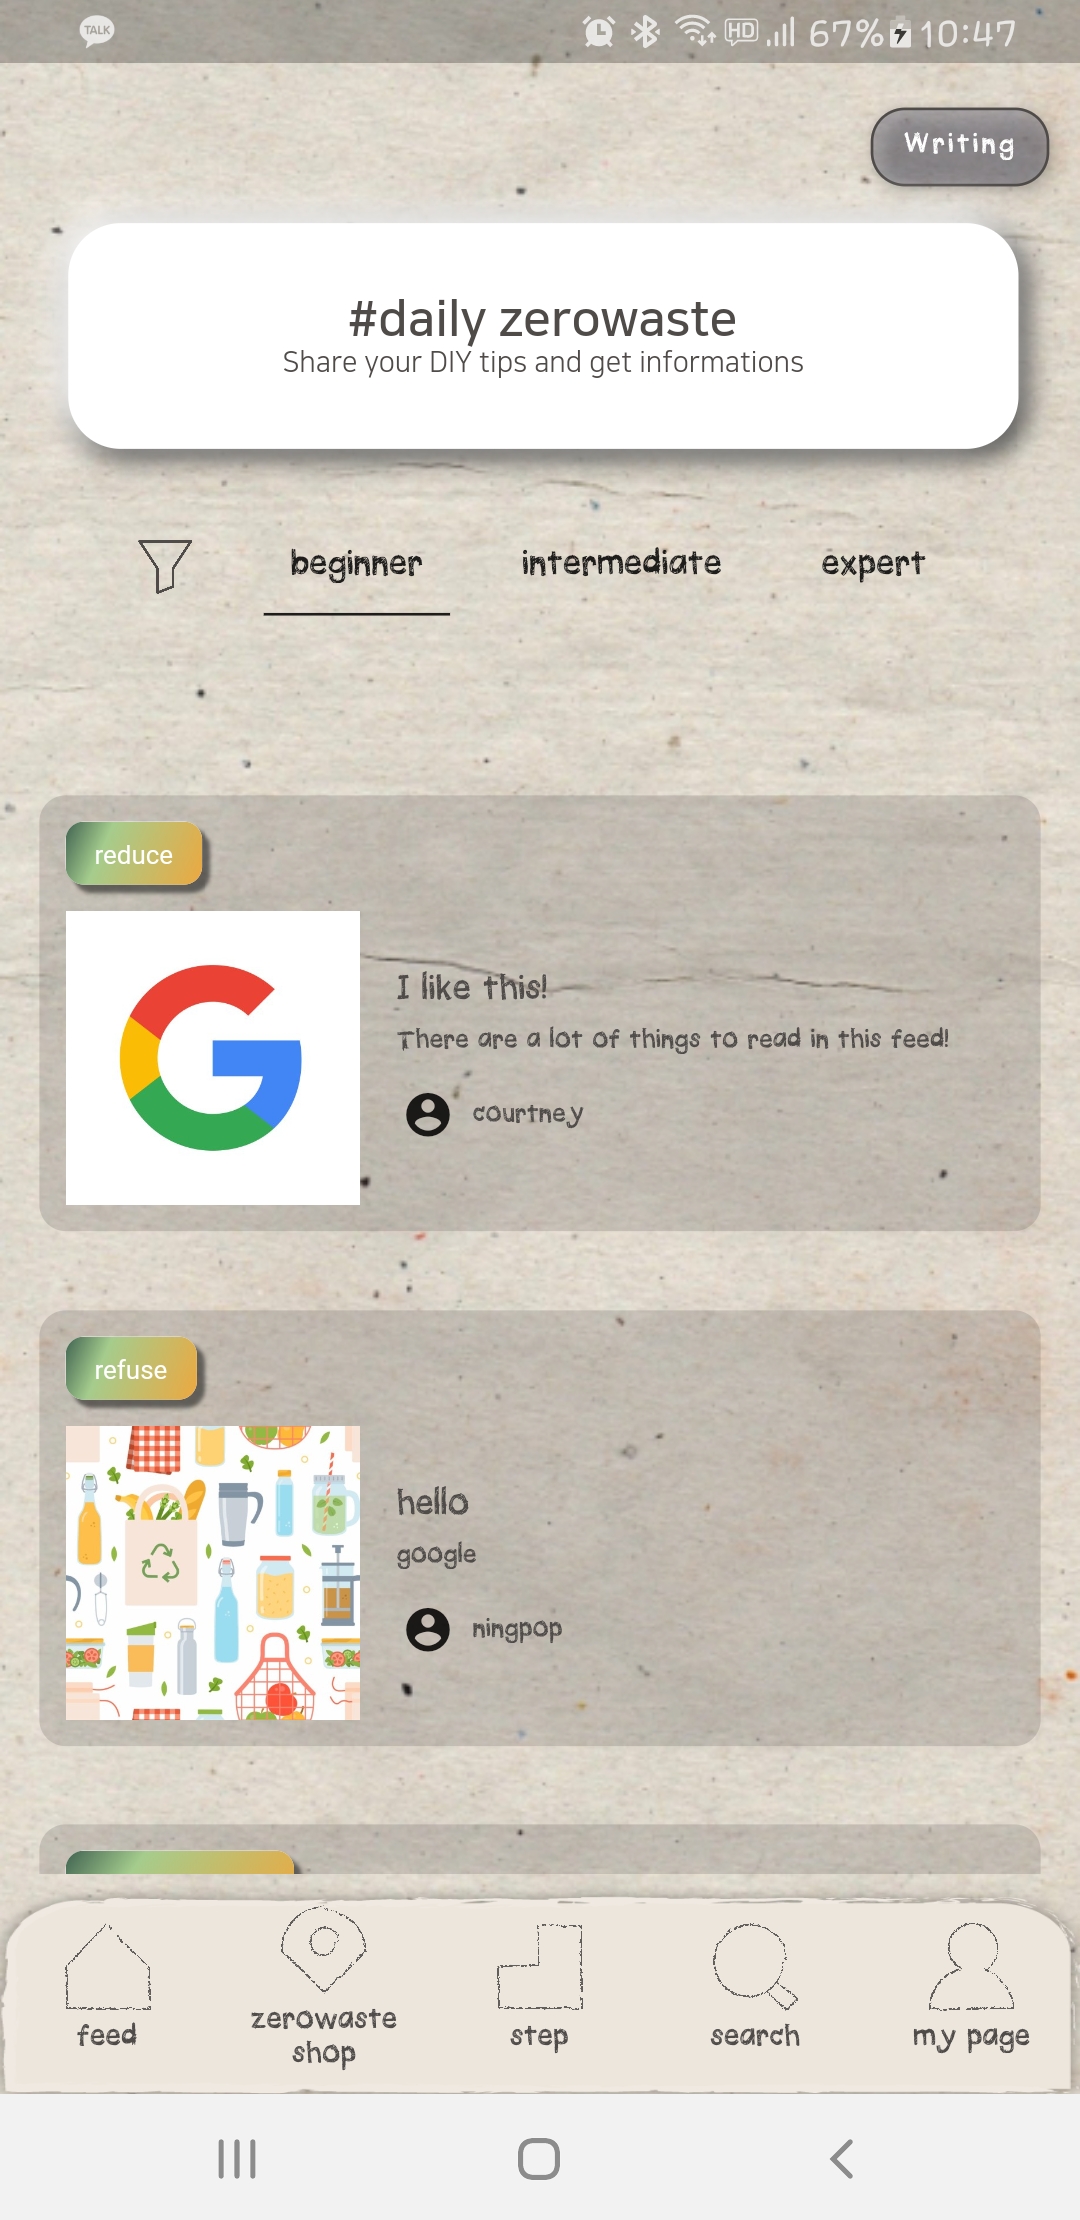 TALK
HD
67%
10:47
Writing
#daily zerowaste
Share your DIY tips and get informations
beginner
intermediate
expert
reduce
G
I like this!
There are a lot of things to read in this feed!
courtney
refuse
hello
google
ningpop
feed
zerowaste
shop
step
search
my page